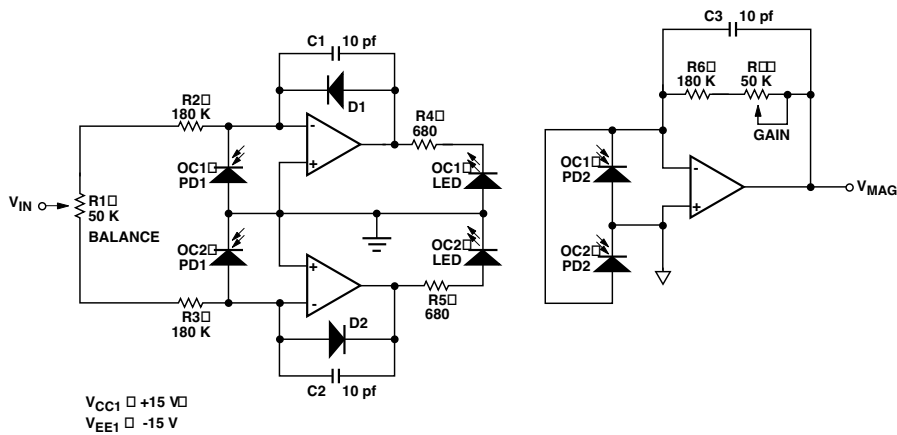 C1 10 pf
D1
R2□
180 K
R4□
680
OC1□
PD1
OC1□
LED
-
+
V_IN
R1□
50 K
BALANCE
OC2□
PD1
OC2□
LED
+
-
R3□
180 K
R5□
680
D2
C2 10 pf
V_CC1 □ +15 V□
V_EE1 □ -15 V
C3 10 pf
R6□
180 K
R□□
50 K
GAIN
OC1□
PD2
-
+
V_MAG
OC2□
PD2